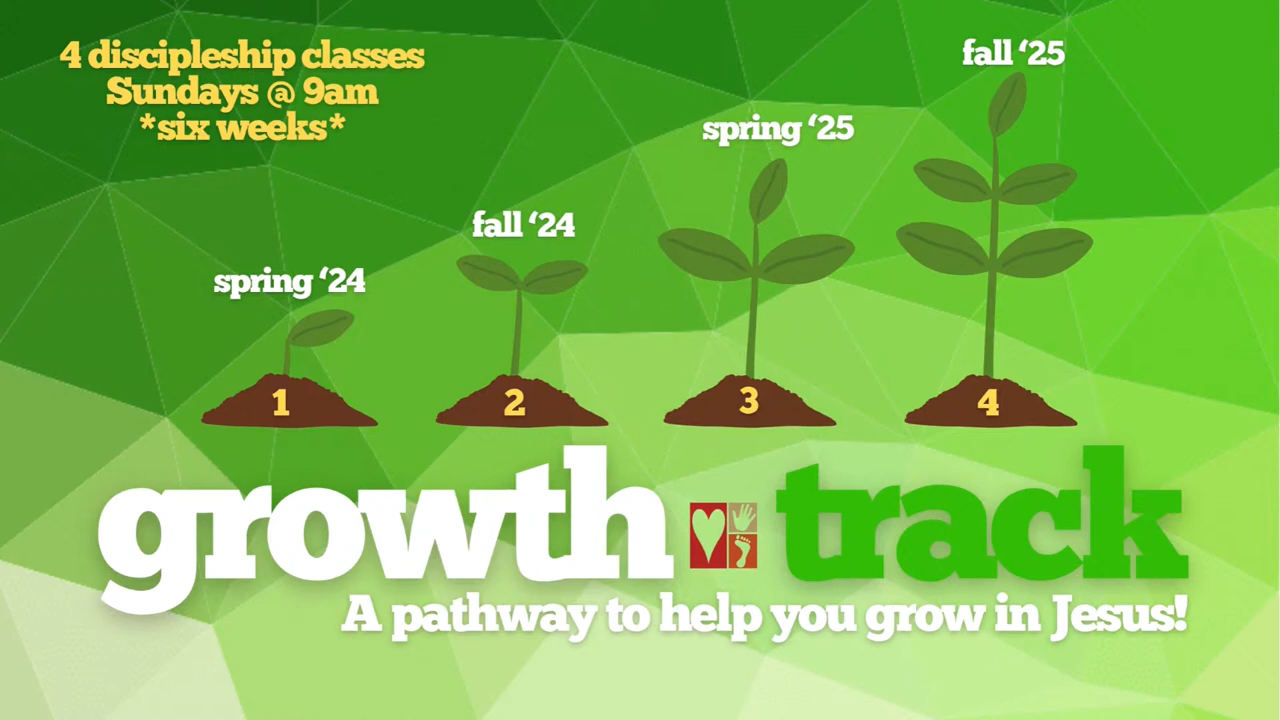 4 discipleship classes
Sundays @ 9am
*six weeks*
spring ‘24
fall ‘24
spring ‘25
fall ‘25
1
2
3
4
growth track
A pathway to help you grow in Jesus!